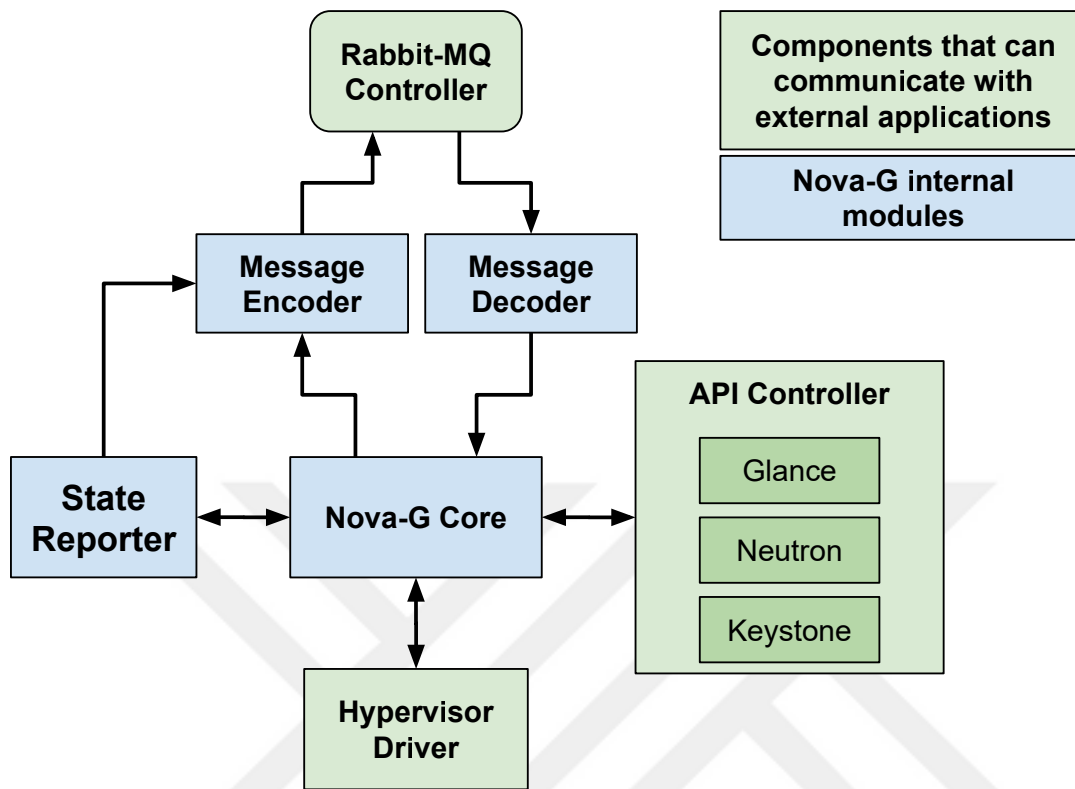 Rabbit-MQ
Controller
Components that can
communicate with
external applications
Nova-G internal
modules
Message
Encoder
Message
Decoder
API Controller
Glance
Neutron
Keystone
State
Reporter
Nova-G Core
Hypervisor
Driver